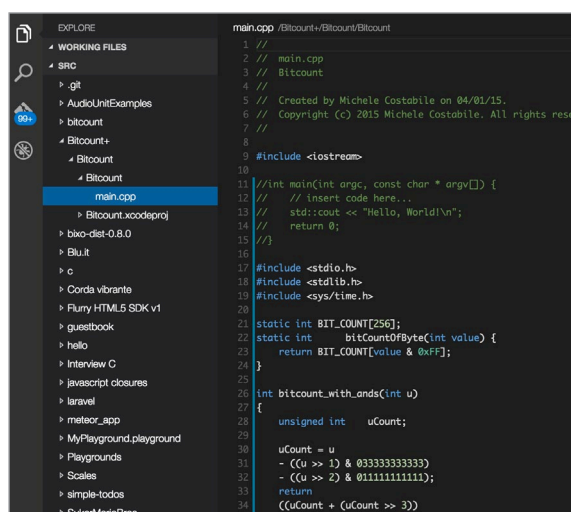 EXPLORE
WORKING FILES
SRC
.git
AudioUnitExamples
bitcount
Bitcount+
Bitcount
Bitcount
main.cpp
Bitcount.xcodeproj
bixo-dist-0.8.0
Blu.it
c
Corda vibrante
Flurry HTML5 SDK v1
guestbook
hello
Interview C
javascript closures
laravel
meteor_app
MyPlayground.playground
Playgrounds
Scales
simple-todos
99+
main.cpp /Bitcount+/Bitcount/Bitcount
1 //
2 //  main.cpp
3 //  Bitcount
4 //
5 //  Created by Michele Costabile on 04/01/15.
6 //  Copyright (c) 2015 Michele Costabile. All rights rese
7 //
8
9 #include <iostream>
10
11 //int main(int argc, const char * argv[]) {
12 //    // insert code here...
13 //    std::cout << "Hello, World!\n";
14 //    return 0;
15 //}
16
17 #include <stdio.h>
18 #include <stdlib.h>
19 #include <sys/time.h>
20
21 static int BIT_COUNT[256];
22 static int      bitCountOfByte(int value) {
23     return BIT_COUNT[value & 0xFF];
24 }
25
26 int bitcount_with_ands(int u)
27 {
28     unsigned int    uCount;
29
30     uCount = u
31     - ((u >> 1) & 033333333333)
32     - ((u >> 2) & 011111111111);
33     return
34     ((uCount + (uCount >> 3))